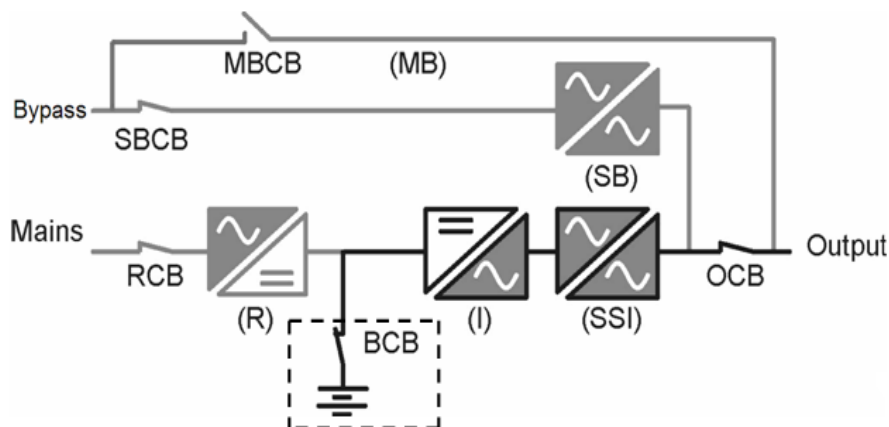 MBCB
(MB)
Bypass
SBCB
(SB)
Mains
Output
RCB
OCB
(R)
(I)
(SSI)
BCB